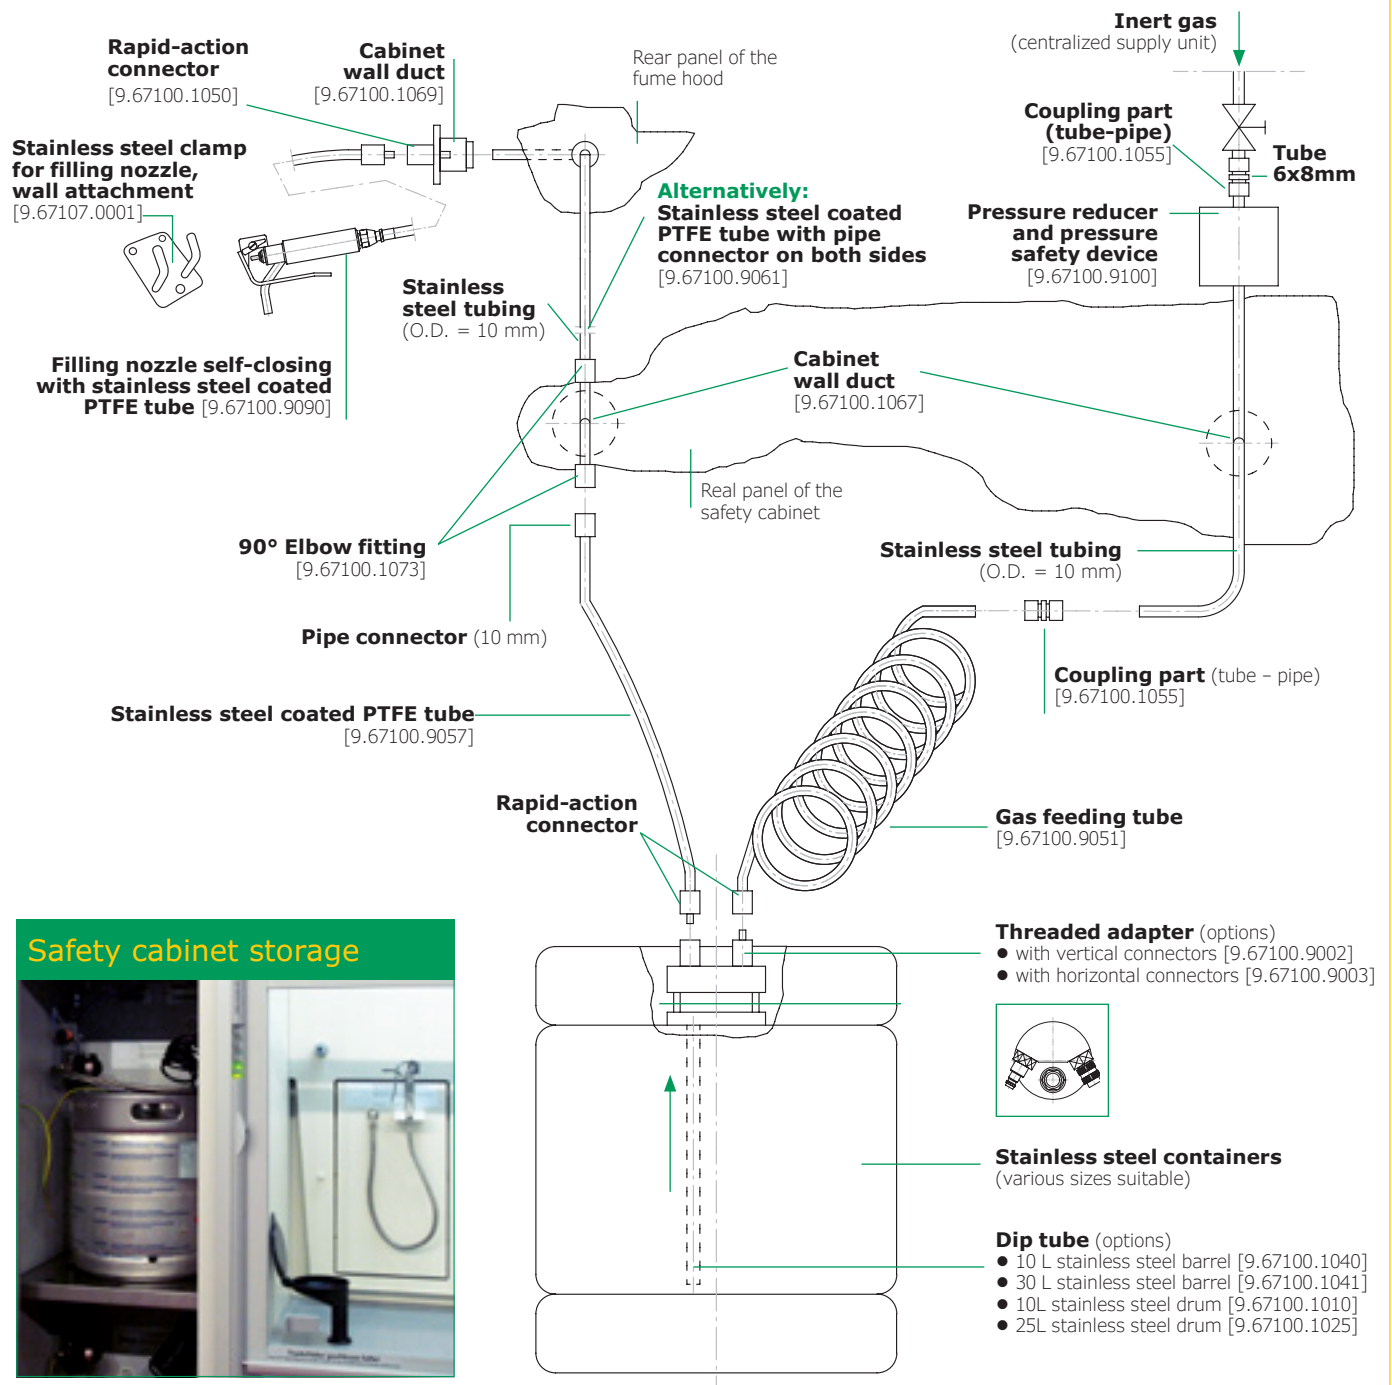 Inert gas
(centralized supply unit)
Rapid-action
connector
[9.67100.1050]
Cabinet
wall duct
[9.67100.1069]
Rear panel of the
fume hood
Coupling part
(tube-pipe)
[9.67100.1055]
Tube
6x8mm
Stainless steel clamp
for filling nozzle,
wall attachment
[9.67107.0001]
Alternatively:
Stainless steel coated
PTFE tube with pipe
connector on both sides
[9.67100.9061]
Pressure reducer
and pressure
safety device
[9.67100.9100]
Stainless
steel tubing
(O.D. = 10 mm)
Filling nozzle self-closing
with stainless steel coated
PTFE tube [9.67100.9090]
Cabinet
wall duct
[9.67100.1067]
Real panel of the
safety cabinet
90° Elbow fitting
[9.67100.1073]
Stainless steel tubing
(O.D. = 10 mm)
Pipe connector (10 mm)
Coupling part (tube – pipe)
[9.67100.1055]
Stainless steel coated PTFE tube
[9.67100.9057]
Rapid-action
connector
Gas feeding tube
[9.67100.9051]
Safety cabinet storage
Threaded adapter (options)
● with vertical connectors [9.67100.9002]
● with horizontal connectors [9.67100.9003]
Stainless steel containers
(various sizes suitable)
Dip tube (options)
● 10 L stainless steel barrel [9.67100.1040]
● 30 L stainless steel barrel [9.67100.1041]
● 10L stainless steel drum [9.67100.1010]
● 25L stainless steel drum [9.67100.1025]